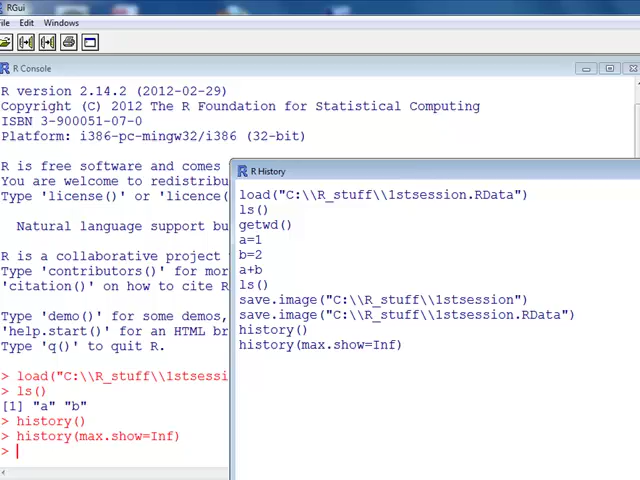 RGui
File Edit Windows
R Console
R version 2.14.2 (2012-02-29)
Copyright (C) 2012 The R Foundation for Statistical Computing
ISBN 3-900051-07-0
Platform: i386-pc-mingw32/i386 (32-bit)
R is free software and comes
You are welcome to redistribu
Type 'license()' or 'licence(
Natural language support bu
R is a collaborative project
Type 'contributors()' for mor
'citation()' on how to cite R
Type 'demo()' for some demos,
'help.start()' for an HTML br
Type 'q()' to quit R.
> load("C:\\R_stuff\\1stsessi
> ls()
[1] "a" "b"
> history()
> history(max.show=Inf)
>
R History
load("C:\\R_stuff\\1stsession.RData")
ls()
getwd()
a=1
b=2
a+b
ls()
save.image("C:\\R_stuff\\1stsession")
save.image("C:\\R_stuff\\1stsession.RData")
history()
history(max.show=Inf)